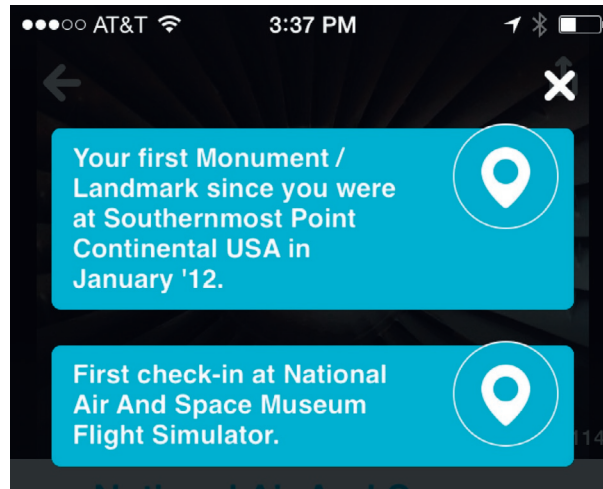 AT&T 3:37 PM
Your first Monument /
Landmark since you were
at Southernmost Point
Continental USA in
January '12.
First check-in at National
Air And Space Museum
Flight Simulator.
114